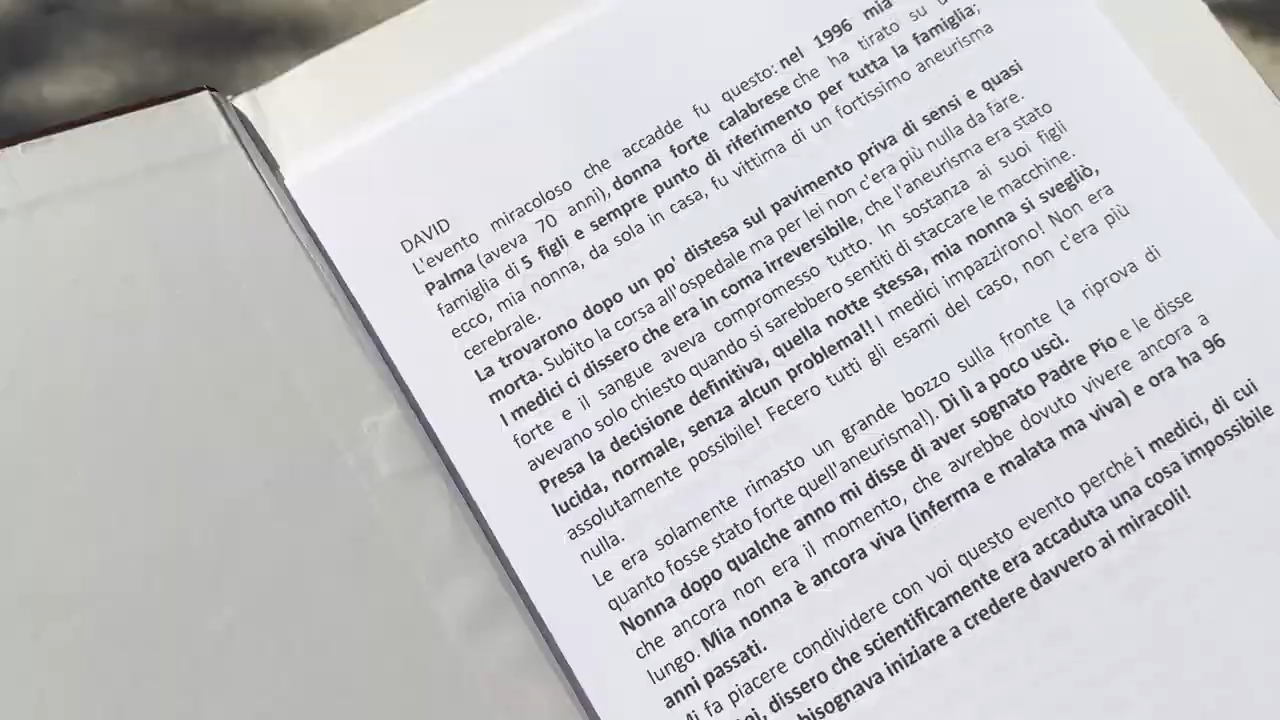 DAVID
L'evento miracoloso che accadde fu questo: nel 1996 mia
Palma (aveva 70 anni), donna forte calabrese che ha tirato su
famiglia di 5 figli e sempre punto di riferimento per tutta la famiglia;
ecco, mia nonna, da sola in casa, fu vittima di un fortissimo aneurisma
cerebrale.
La trovarono dopo un po' distesa sul pavimento priva di sensi e quasi
morta. Subito la corsa all'ospedale ma per lei non c'era più nulla da fare.
I medici ci dissero che era in coma irreversibile, che l'aneurisma era stato
forte e il sangue aveva compromesso tutto. In sostanza ai suoi figli
avevano solo chiesto quando si sarebbero sentiti di staccare le macchine.
Presa la decisione definitiva, quella notte stessa, mia nonna si svegliò,
lucida, normale, senza alcun problema!! I medici impazzirono! Non era
assolutamente possibile! Fecero tutti gli esami del caso, non c'era più
nulla.
Le era solamente rimasto un grande bozzo sulla fronte (a riprova di
quanto fosse stato forte quell'aneurisma!). Di lì a poco uscì.
Nonna dopo qualche anno mi disse di aver sognato Padre Pio e le disse
che ancora non era il momento, che avrebbe dovuto vivere ancora a
lungo. Mia nonna è ancora viva (inferma e malata ma viva) e ora ha 96
anni passati.
Mi fa piacere condividere con voi questo evento perché i medici, di cui
dissero che scientificamente era accaduta una cosa impossibile
bisognava iniziare a credere davvero ai miracoli!